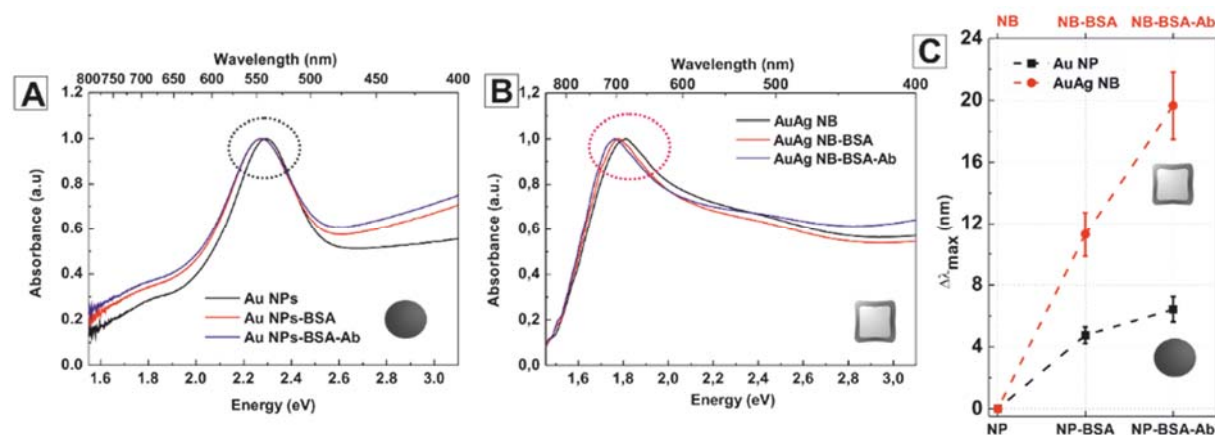 A
Wavelength (nm)
800 750 700 650 600 550 500 450 400
1,2
1,0
0,8
0,6
0.4
0.2
0.0
Absorbance (a.u)
Au NPs
Au NPs-BSA
Au NPs-BSA-Ab
1.6 1.8 2.0 2.2 2.4 2.6 2.8 3.0
Energy (eV)
B
Wavelength (nm)
800 700 600 500 400
1,2
1,0
0,8
0,6
0,4
0,2
0,0
Absorbance (a.u.)
AuAg NB
AuAg NB-BSA
AuAg NB-BSA-Ab
1,6 1,8 2,0 2,2 2,4 2,6 2,8 3,0
Energy (eV)
C
NB NB-BSA NB-BSA-Ab
24
20
16
12
8
4
0
Δλmax (nm)
Au NP
AuAg NB
NP NP-BSA NP-BSA-Ab